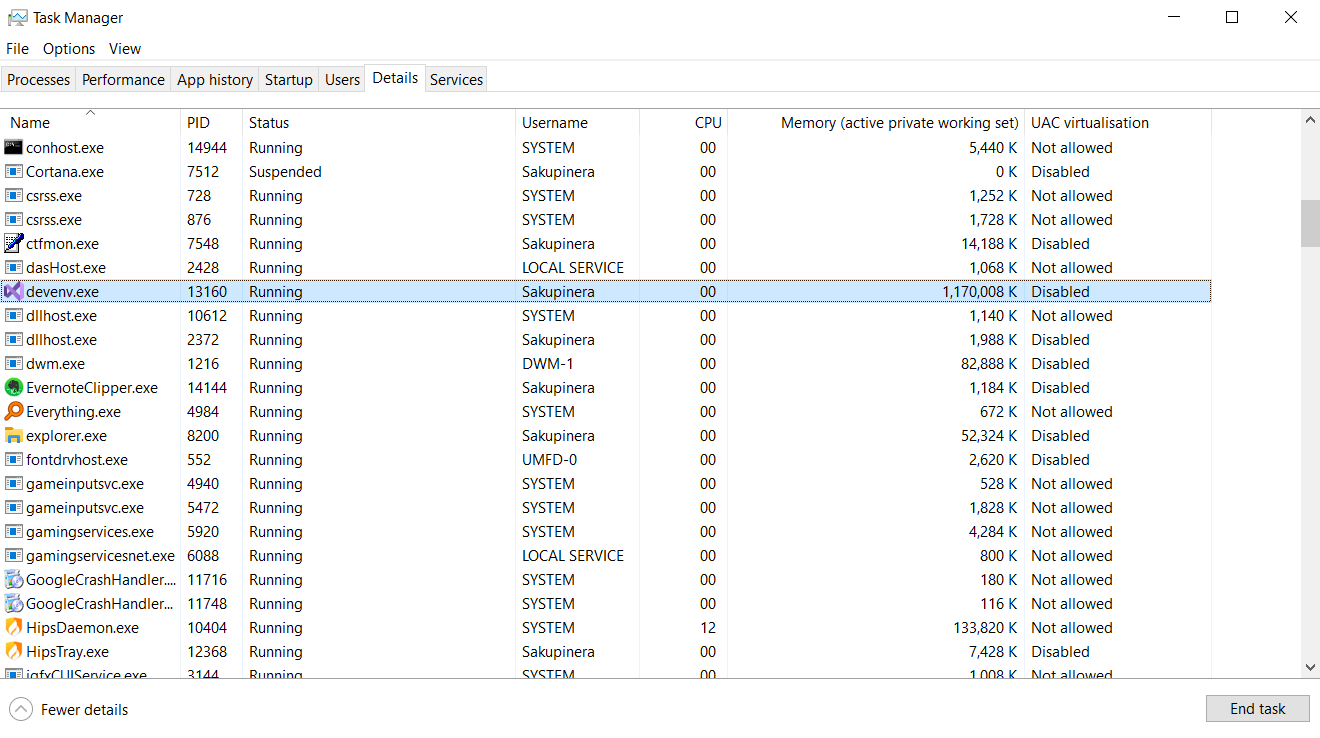 Task Manager
File Options View
Processes Performance App history Startup Users Details Services
Name PID Status Username CPU Memory (active private working set) UAC virtualisation
conhost.exe 14944 Running SYSTEM 00 5,440 K Not allowed
Cortana.exe 7512 Suspended Sakupinera 00 0 K Disabled
csrss.exe 728 Running SYSTEM 00 1,252 K Not allowed
csrss.exe 876 Running SYSTEM 00 1,728 K Not allowed
ctfmon.exe 7548 Running Sakupinera 00 14,188 K Disabled
dasHost.exe 2428 Running LOCAL SERVICE 00 1,068 K Not allowed
devenv.exe 13160 Running Sakupinera 00 1,170,008 K Disabled
dllhost.exe 10612 Running SYSTEM 00 1,140 K Not allowed
dllhost.exe 2372 Running Sakupinera 00 1,988 K Disabled
dwm.exe 1216 Running DWM-1 00 82,888 K Disabled
EvernoteClipper.exe 14144 Running Sakupinera 00 1,184 K Disabled
Everything.exe 4984 Running SYSTEM 00 672 K Not allowed
explorer.exe 8200 Running Sakupinera 00 52,324 K Disabled
fontdrvhost.exe 552 Running UMFD-0 00 2,620 K Disabled
gameinputsvc.exe 4940 Running SYSTEM 00 528 K Not allowed
gameinputsvc.exe 5472 Running SYSTEM 00 1,828 K Not allowed
gamingservices.exe 5920 Running SYSTEM 00 4,284 K Not allowed
gamingservicesnet.exe 6088 Running LOCAL SERVICE 00 800 K Not allowed
GoogleCrashHandler.... 11716 Running SYSTEM 00 180 K Not allowed
GoogleCrashHandler... 11748 Running SYSTEM 00 116 K Not allowed
HipsDaemon.exe 10404 Running SYSTEM 12 133,820 K Not allowed
HipsTray.exe 12368 Running Sakupinera 00 7,428 K Disabled
igfxCUIService.exe 3144 Running SYSTEM 00 1,008 K Not allowed
Fewer details End task